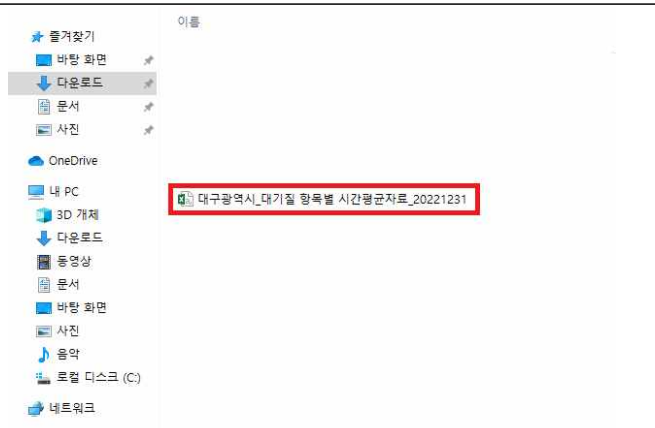 이름
즐겨찾기
바탕 화면
다운로드
문서
사진
OneDrive
내 PC
3D 개체
다운로드
동영상
문서
바탕 화면
사진
음악
로컬 디스크 (C:)
네트워크
대구광역시_대기질 항목별 시간평균자료_20221231